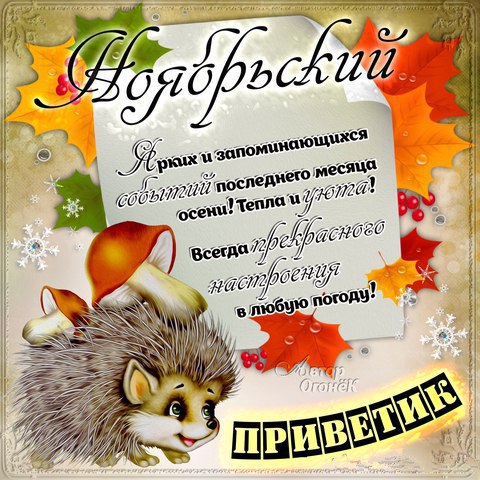 Ноябрьский
Ярких и запоминающихся
событий последнего месяца
осени! Тепла и уюта!
Всегда прекрасного
настроения
в любую погоду!
Автор
ОгонёК
ПРИВЕТИК